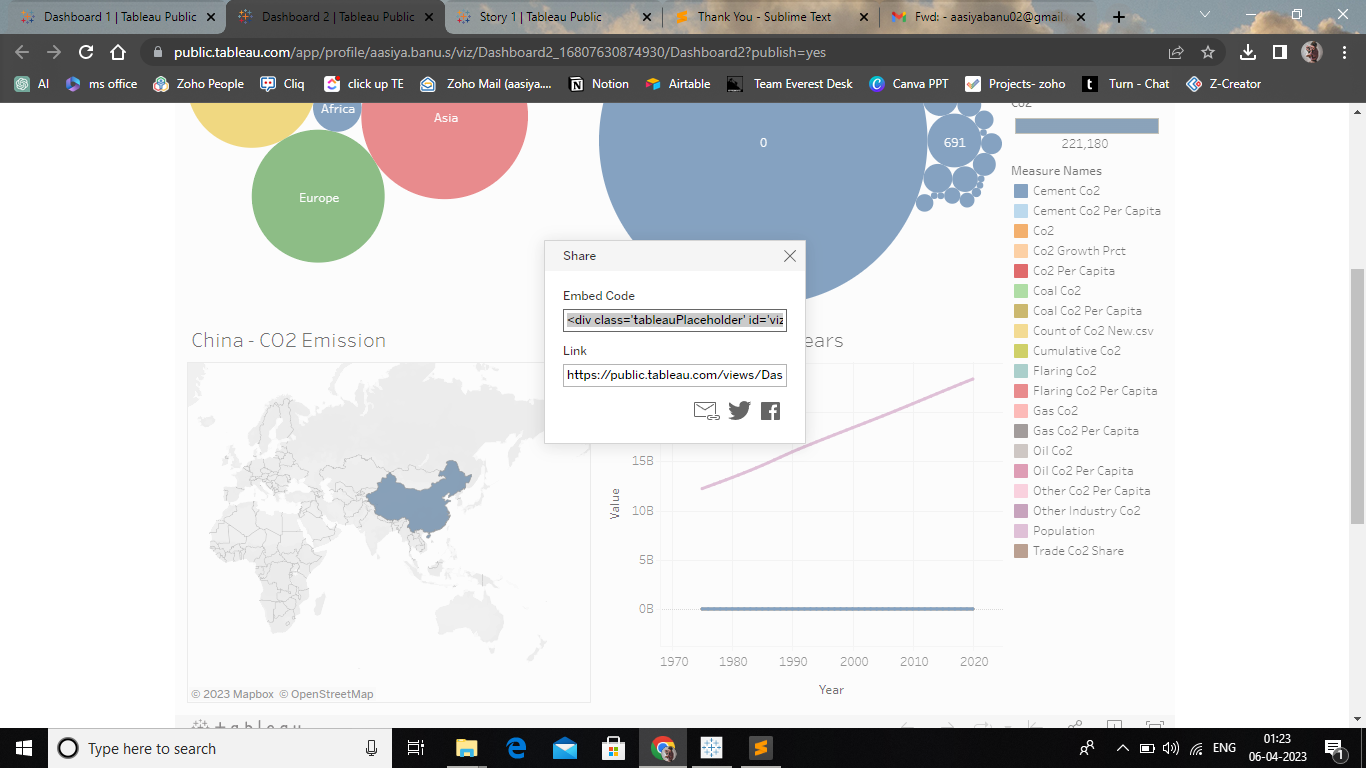 Dashboard 1 | Tableau Public
Dashboard 2 | Tableau Public
Story 1 | Tableau Public
Thank You - Sublime Text
Fwd: - aasiyabanu02@gmail.
public.tableau.com/app/profile/aasiya.banu.s/viz/Dashboard2_16807630874930/Dashboard2?publish=yes
AI
ms office
Zoho People
Cliq
click up TE
Zoho Mail (aasiya....
Notion
Airtable
Team Everest Desk
Canva PPT
Projects- zoho
Turn - Chat
Z-Creator
Africa
Asia
Europe
0
691
Co2
221,180
Measure Names
Cement Co2
Cement Co2 Per Capita
Co2
Co2 Growth Prct
Co2 Per Capita
Coal Co2
Coal Co2 Per Capita
Count of Co2 New.csv
Cumulative Co2
Flaring Co2
Flaring Co2 Per Capita
Gas Co2
Gas Co2 Per Capita
Oil Co2
Oil Co2 Per Capita
Other Co2 Per Capita
Other Industry Co2
Population
Trade Co2 Share
Share
Embed Code
<div class='tableauPlaceholder' id='viz
Link
https://public.tableau.com/views/Das
China - CO2 Emission
© 2023 Mapbox © OpenStreetMap
ears
15B
10B
5B
0B
Value
1970 1980 1990 2000 2010 2020
Year
tableau
Type here to search
ENG
01:23
06-04-2023
1